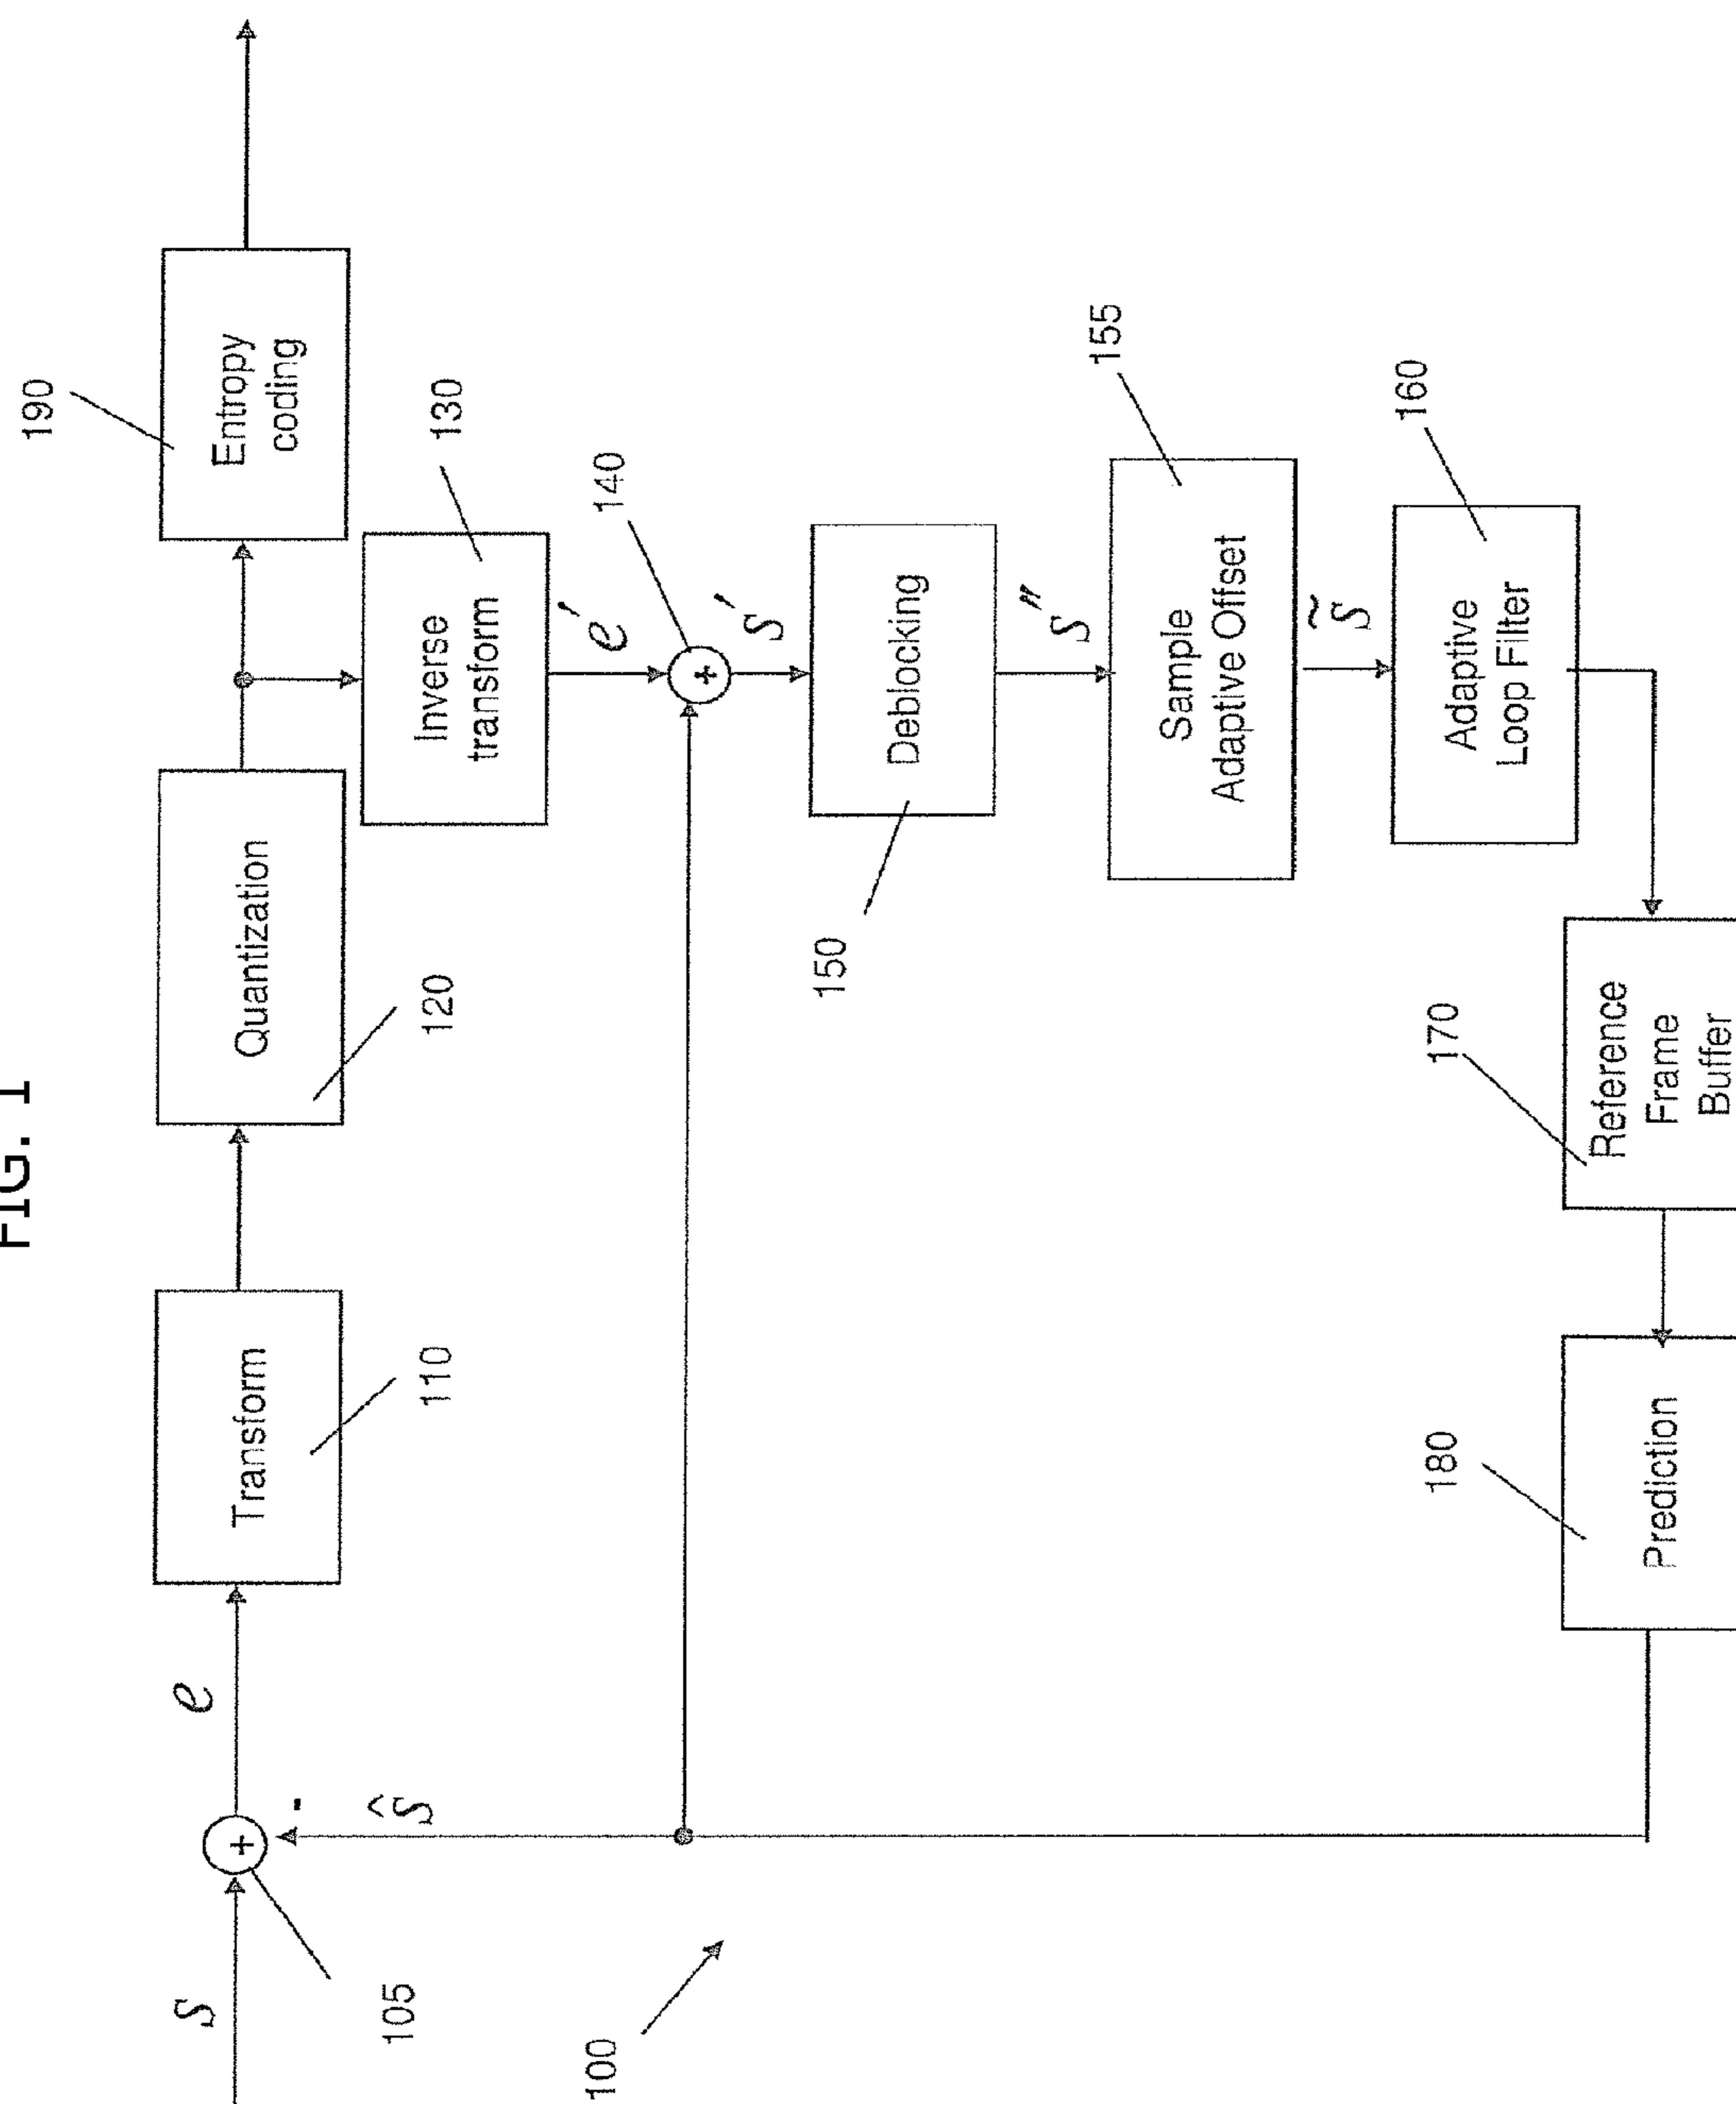 FIG. 1
s
105
+
-
ŝ
e
Transform
110
Quantization
120
Entropy
coding
190
Inverse
transform
130
e′
+
140
s′
Deblocking
150
s″
Sample
Adaptive Offset
155
s̃
Adaptive
Loop Filter
160
Reference
Frame
Buffer
170
Prediction
180
100